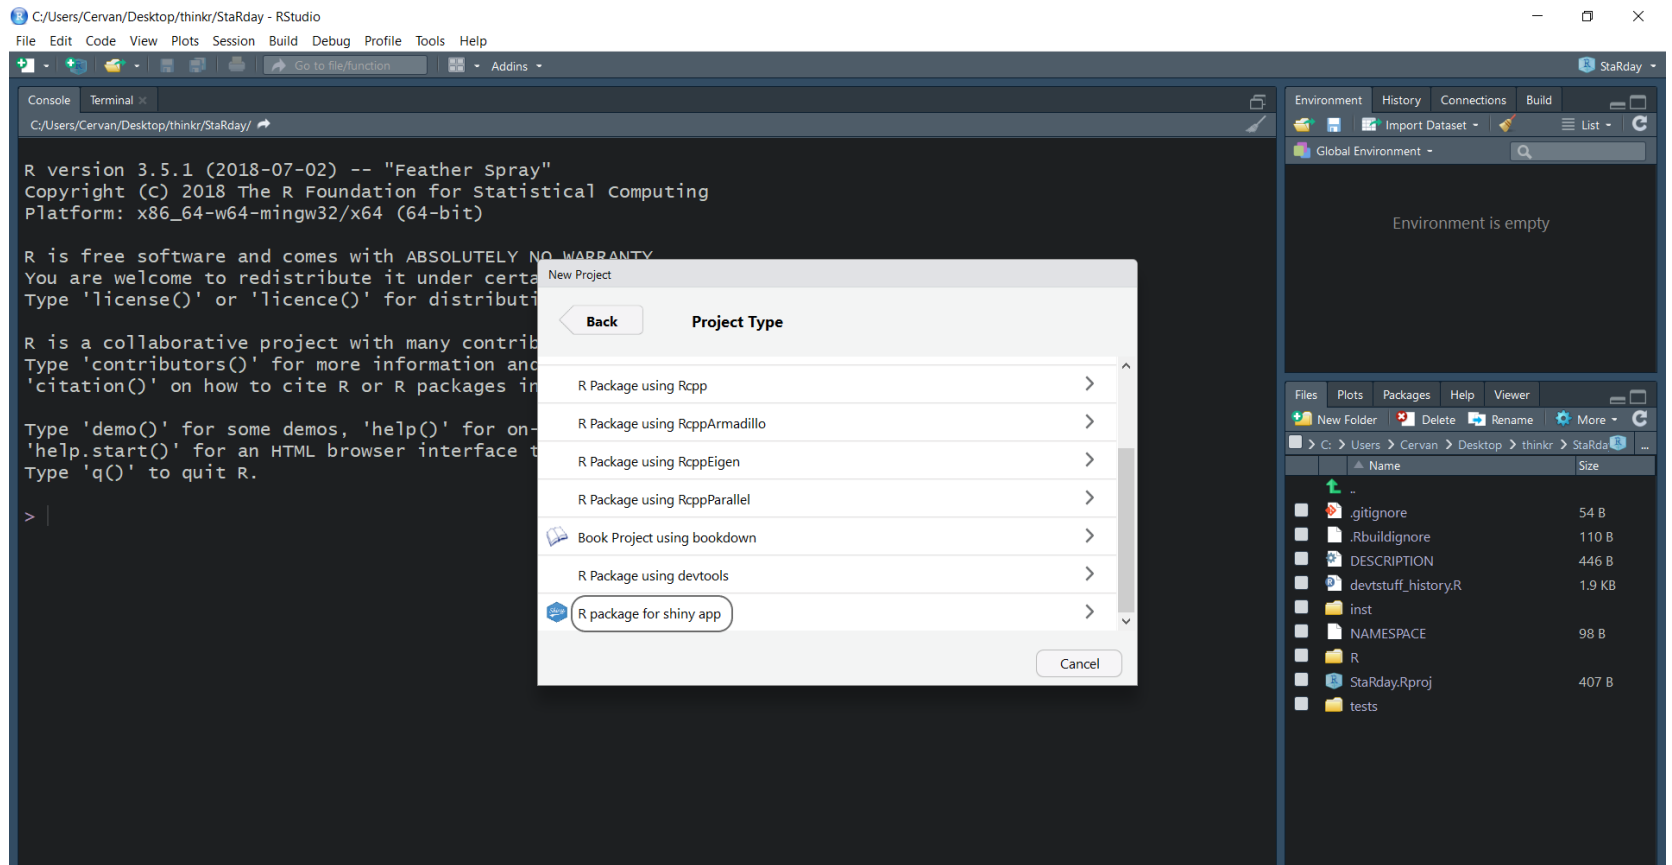 C:/Users/Cervan/Desktop/thinkr/StaRday - RStudio
File Edit Code View Plots Session Build Debug Profile Tools Help
Go to file/function Addins StaRday
Console Terminal
C:/Users/Cervan/Desktop/thinkr/StaRday/
R version 3.5.1 (2018-07-02) -- "Feather Spray"
Copyright (C) 2018 The R Foundation for Statistical Computing
Platform: x86_64-w64-mingw32/x64 (64-bit)
R is free software and comes with ABSOLUTELY NO WARRANTY
You are welcome to redistribute it under certa
Type 'license()' or 'licence()' for distributi
R is a collaborative project with many contrib
Type 'contributors()' for more information and
'citation()' on how to cite R or R packages in
Type 'demo()' for some demos, 'help()' for on-
'help.start()' for an HTML browser interface t
Type 'q()' to quit R.
>
New Project
Back Project Type
R Package using Rcpp
R Package using RcppArmadillo
R Package using RcppEigen
R Package using RcppParallel
Book Project using bookdown
R Package using devtools
Shiny R package for shiny app
Cancel
Environment History Connections Build
Import Dataset List
Global Environment
Environment is empty
Files Plots Packages Help Viewer
New Folder Delete Rename More
C: > Users > Cervan > Desktop > thinkr > StaRda ...
Name Size
..
.gitignore 54 B
.Rbuildignore 110 B
DESCRIPTION 446 B
devtstuff_history.R 1.9 KB
inst
NAMESPACE 98 B
R
StaRday.Rproj 407 B
tests